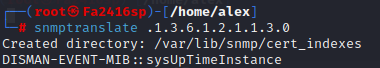 ┌──(root㉿Fa2416sp)-[/home/alex]
└─# snmptranslate .1.3.6.1.2.1.1.3.0
Created directory: /var/lib/snmp/cert_indexes
DISMAN-EVENT-MIB::sysUpTimeInstance